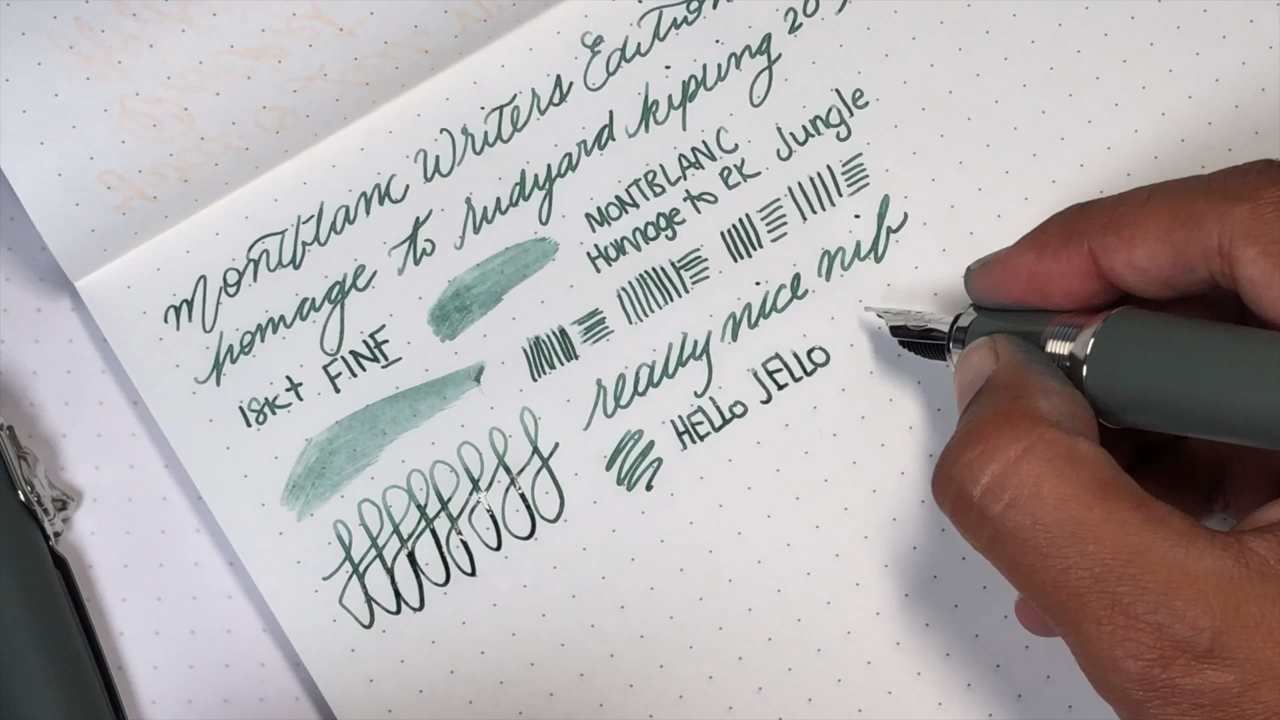 Montblanc Writers Edition
homage to rudyard kipling 20
18kt FINE
MONTBLANC
Homage to RK Jungle
really nice nib
HELLO JELLO